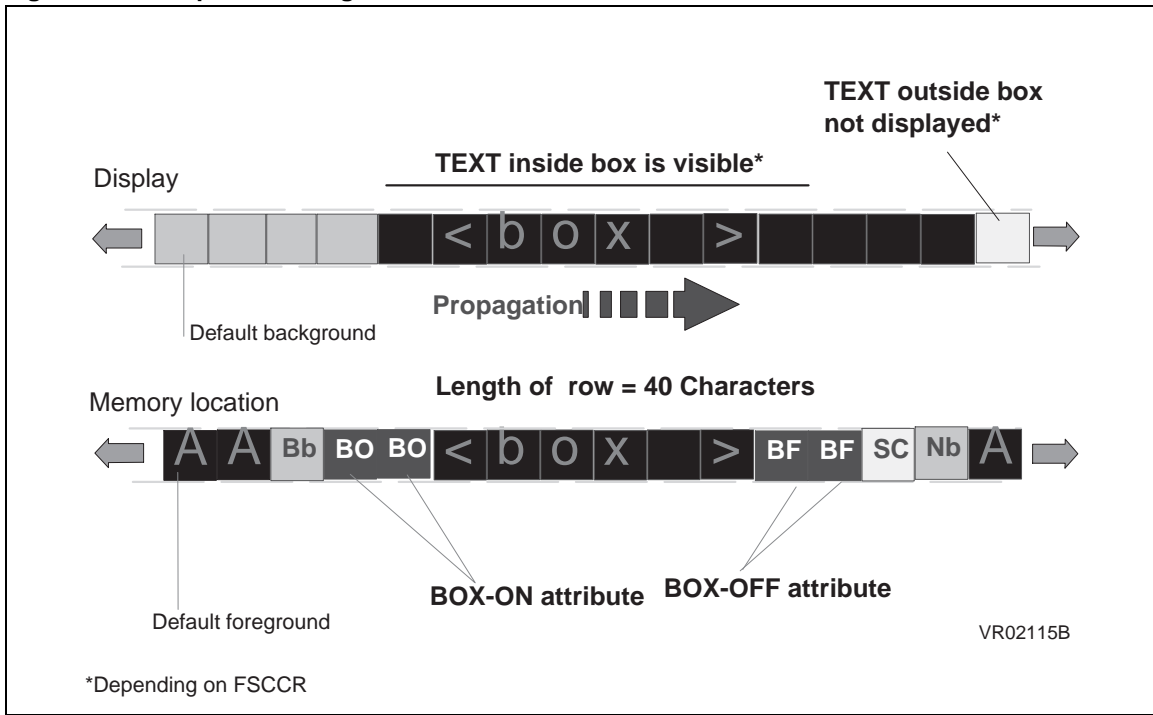 TEXT outside box
not displayed*
TEXT inside box is visible*
Display
< b o x >
Propagation
Default background
Length of row = 40 Characters
Memory location
A A Bb BO BO < b o x > BF BF SC Nb A
BOX-ON attribute BOX-OFF attribute
Default foreground
VR02115B
*Depending on FSCCR